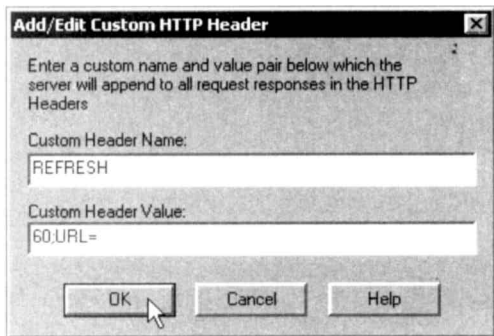 Add/Edit Custom HTTP Header
Enter a custom name and value pair below which the
server will append to all request responses in the HTTP
Headers
Custom Header Name:
REFRESH
Custom Header Value:
60;URL=
OK Cancel Help